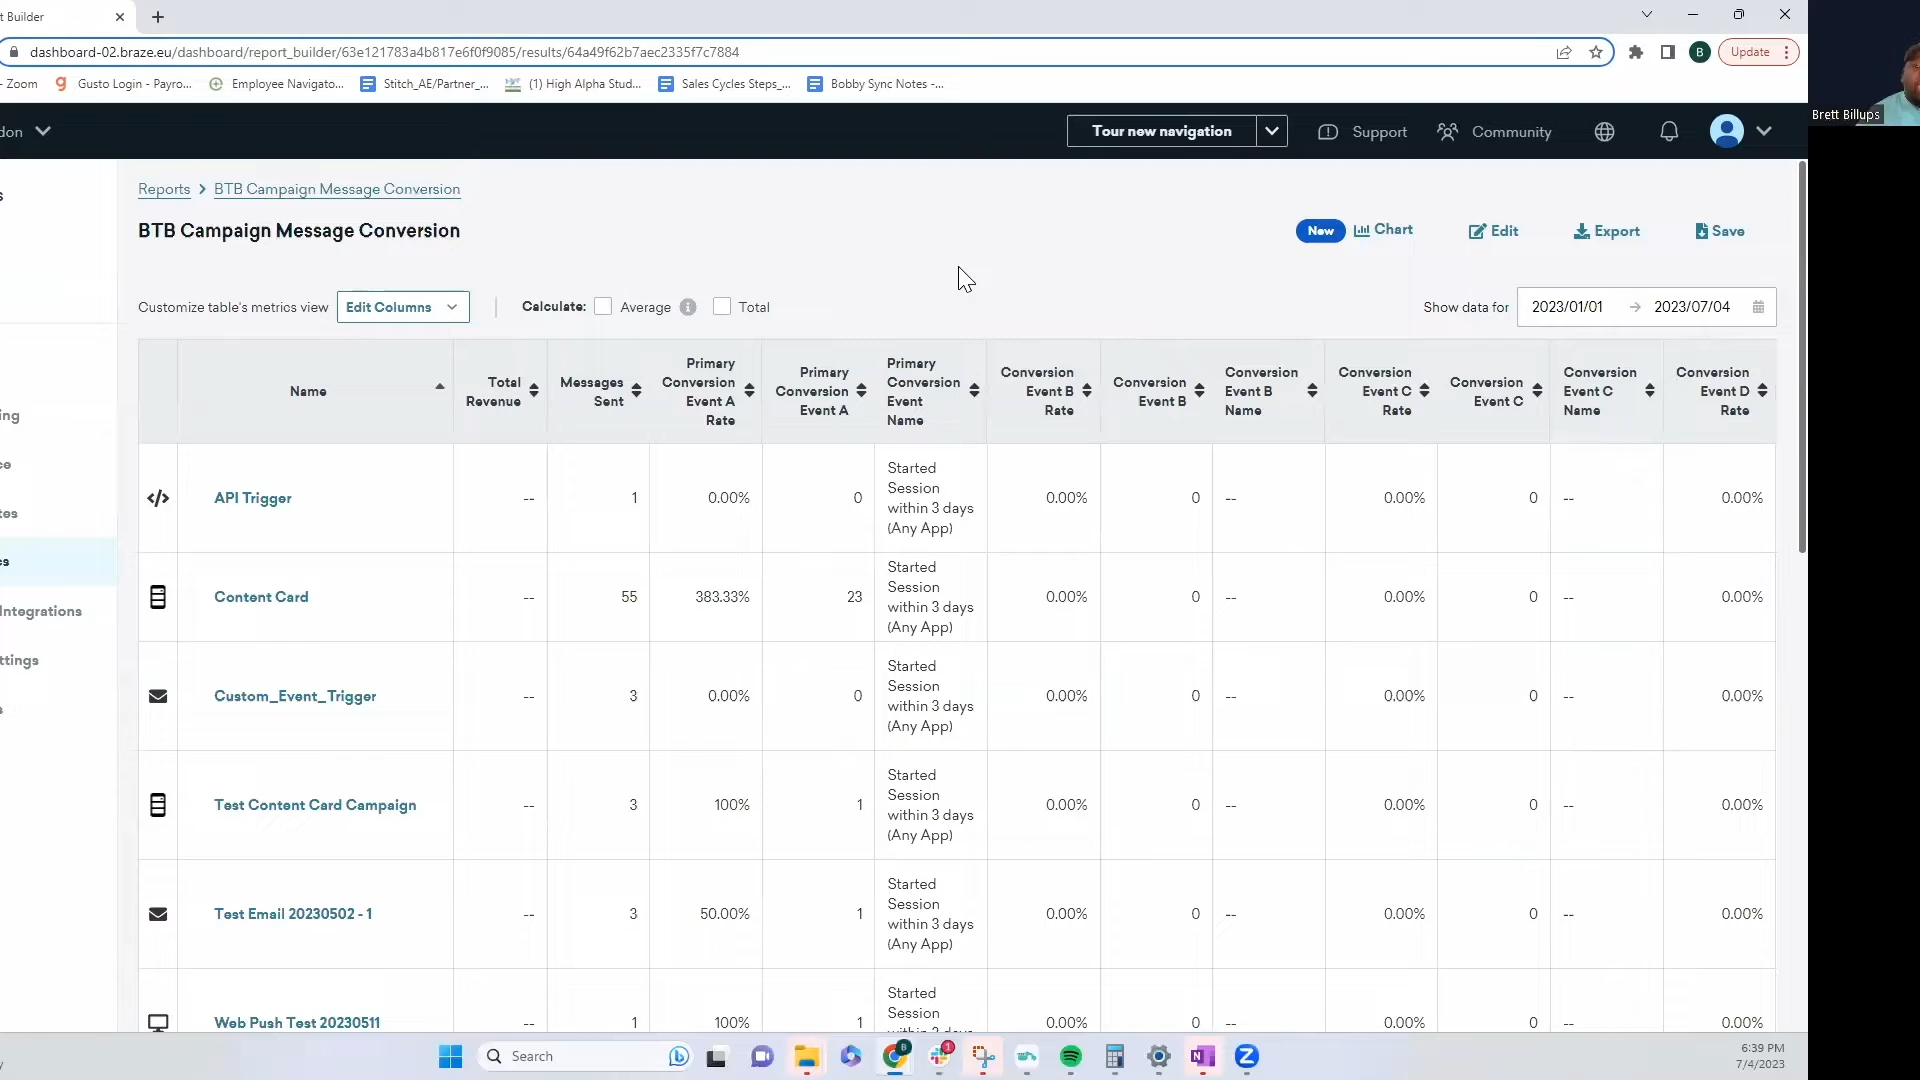 t Builder
dashboard-02.braze.eu/dashboard/report_builder/63e121783a4b817e6f0f9085/results/64a49f62b7aec2335f7c7884
Update
- Zoom
Gusto Login - Payro...
Employee Navigato...
Stitch_AE/Partner_...
(1) High Alpha Stud...
Sales Cycles Steps_...
Bobby Sync Notes -...
Brett Billups
don
Tour new navigation
Support
Community
Reports > BTB Campaign Message Conversion
BTB Campaign Message Conversion
New
Chart
Edit
Export
Save
Customize table's metrics view
Edit Columns
Calculate:
Average
Total
Show data for
2023/01/01 → 2023/07/04
Name
Total
Revenue
Messages
Sent
Primary
Conversion
Event A
Rate
Primary
Conversion
Event A
Primary
Conversion
Event
Name
Conversion
Event B
Rate
Conversion
Event B
Conversion
Event B
Name
Conversion
Event C
Rate
Conversion
Event C
Conversion
Event C
Name
Conversion
Event D
Rate
API Trigger
--
1
0.00%
0
Started
Session
within 3 days
(Any App)
0.00%
0
--
0.00%
0
--
0.00%
Content Card
--
55
383.33%
23
Started
Session
within 3 days
(Any App)
0.00%
0
--
0.00%
0
--
0.00%
Custom_Event_Trigger
--
3
0.00%
0
Started
Session
within 3 days
(Any App)
0.00%
0
--
0.00%
0
--
0.00%
Test Content Card Campaign
--
3
100%
1
Started
Session
within 3 days
(Any App)
0.00%
0
--
0.00%
0
--
0.00%
Test Email 20230502 - 1
--
3
50.00%
1
Started
Session
within 3 days
(Any App)
0.00%
0
--
0.00%
0
--
0.00%
Web Push Test 20230511
--
1
100%
1
Started
Session
0.00%
0
--
0.00%
0
--
0.00%
ing
ce
tes
cs
Integrations
ttings
Search
6:39 PM
7/4/2023